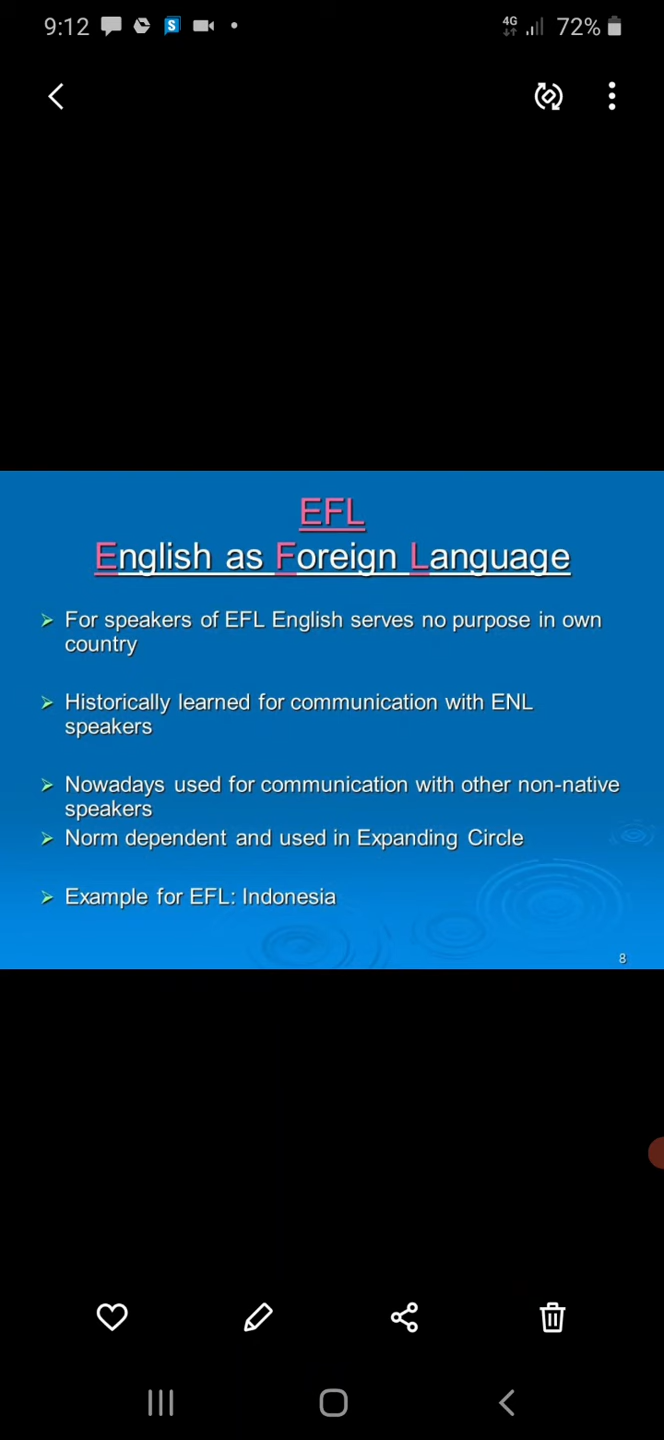 9:12
4G
72%
EFL
English as Foreign Language
➢ For speakers of EFL English serves no purpose in own
country
➢ Historically learned for communication with ENL
speakers
➢ Nowadays used for communication with other non-native
speakers
➢ Norm dependent and used in Expanding Circle
➢ Example for EFL: Indonesia
8